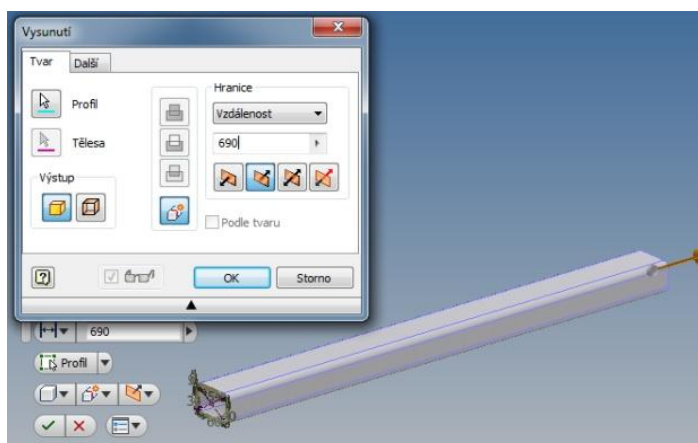 Vysunutí
Tvar
Další
Profil
Tělesa
Výstup
Hranice
Vzdálenost
690
Podle tvaru
OK
Storno
690
Profil